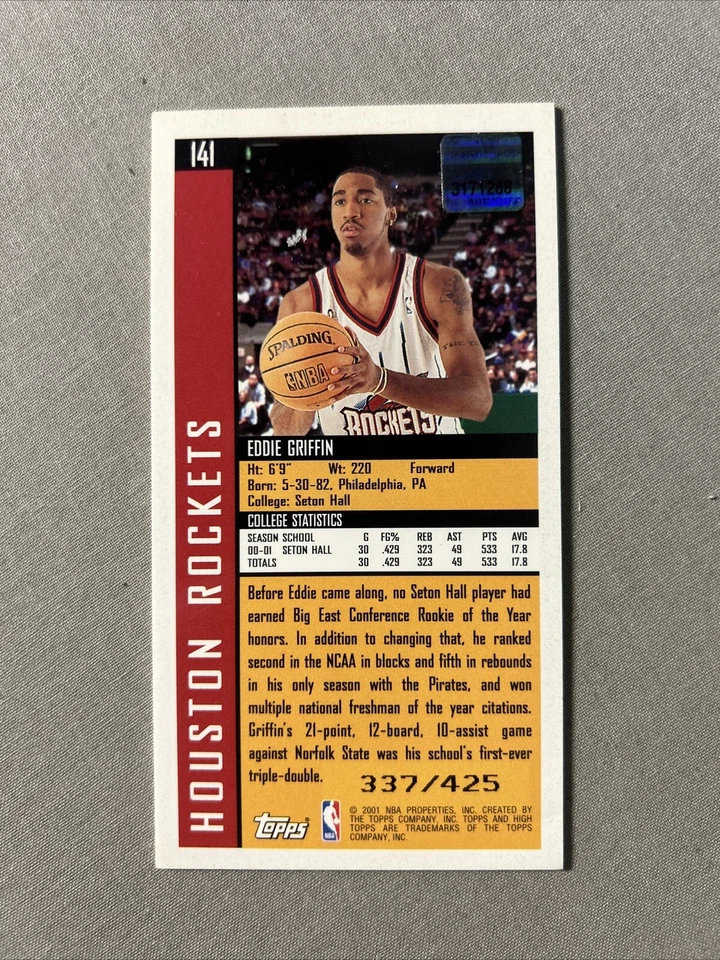 141
3171288
SPALDING
NBA
ROCKETS
HOUSTON ROCKETS
EDDIE GRIFFIN
Ht: 6'9" Wt: 220 Forward
Born: 5-30-82, Philadelphia, PA
College: Seton Hall
COLLEGE STATISTICS
SEASON SCHOOL G FG% REB AST PTS AVG
00-01 SETON HALL 30 .429 323 49 533 17.8
TOTALS 30 .429 323 49 533 17.8
Before Eddie came along, no Seton Hall player had
earned Big East Conference Rookie of the Year
honors. In addition to changing that, he ranked
second in the NCAA in blocks and fifth in rebounds
in his only season with the Pirates, and won
multiple national freshman of the year citations.
Griffin's 21-point, 12-board, 10-assist game
against Norfolk State was his school's first-ever
triple-double.
337/425
Topps
NBA
© 2001 NBA PROPERTIES, INC. CREATED BY
THE TOPPS COMPANY, INC. TOPPS AND HIGH
TOPPS ARE TRADEMARKS OF THE TOPPS
COMPANY, INC.